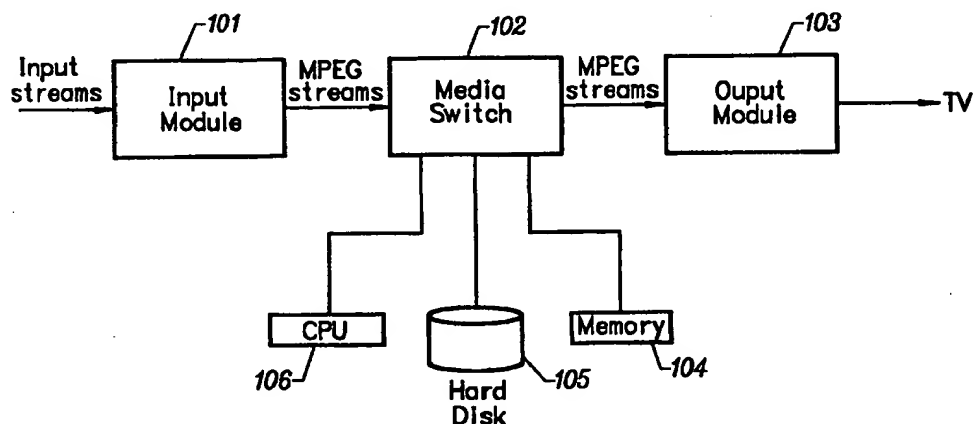 101
102
103
Input
streams
Input
Module
MPEG
streams
Media
Switch
MPEG
streams
Ouput
Module
TV
CPU
106
Hard
Disk
105
Memory
104